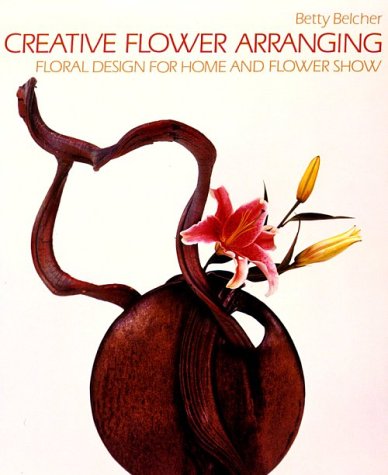 Betty Belcher
CREATIVE FLOWER ARRANGING
FLORAL DESIGN FOR HOME AND FLOWER SHOW